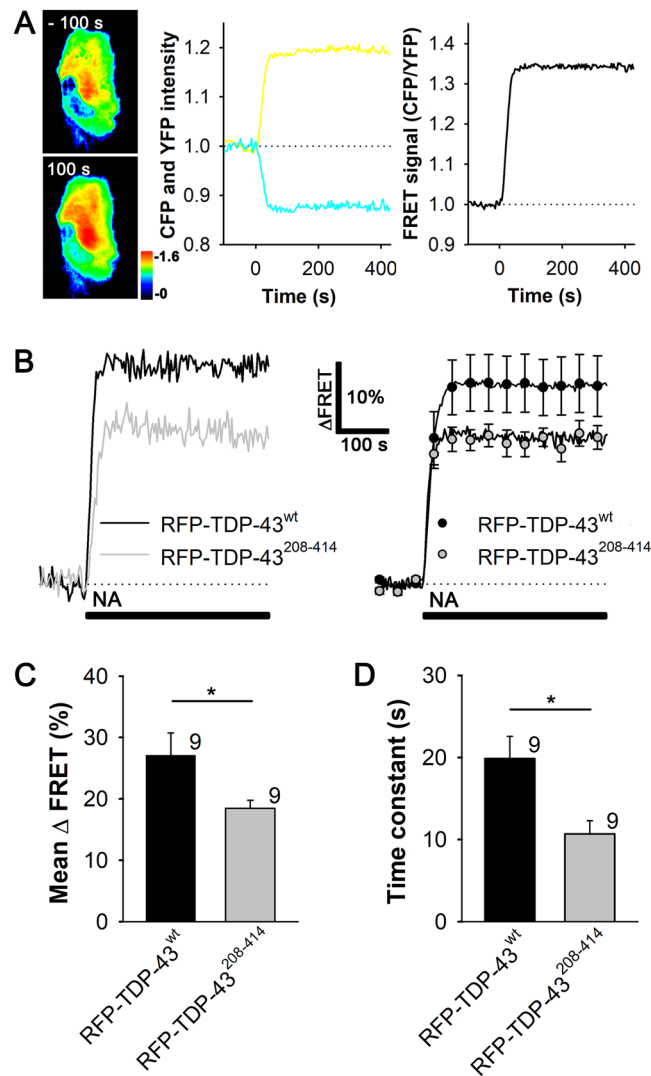 A
- 100 s
100 s
-1.6
-0
CFP and YFP intensity
1.2
1.0
0.9
0.8
0
200
400
Time (s)
FRET signal (CFP/YFP)
1.4
1.3
1.2
1.1
1.0
0.9
0
200
400
Time (s)
B
RFP-TDP-43wt
RFP-TDP-43208-414
NA
ΔFRET
10%
100 s
RFP-TDP-43wt
RFP-TDP-43208-414
NA
C
Mean Δ FRET (%)
40
30
20
10
0
*
9
9
RFP-TDP-43wt
RFP-TDP-43208-414
D
Time constant (s)
30
20
10
0
*
9
9
RFP-TDP-43wt
RFP-TDP-43208-414